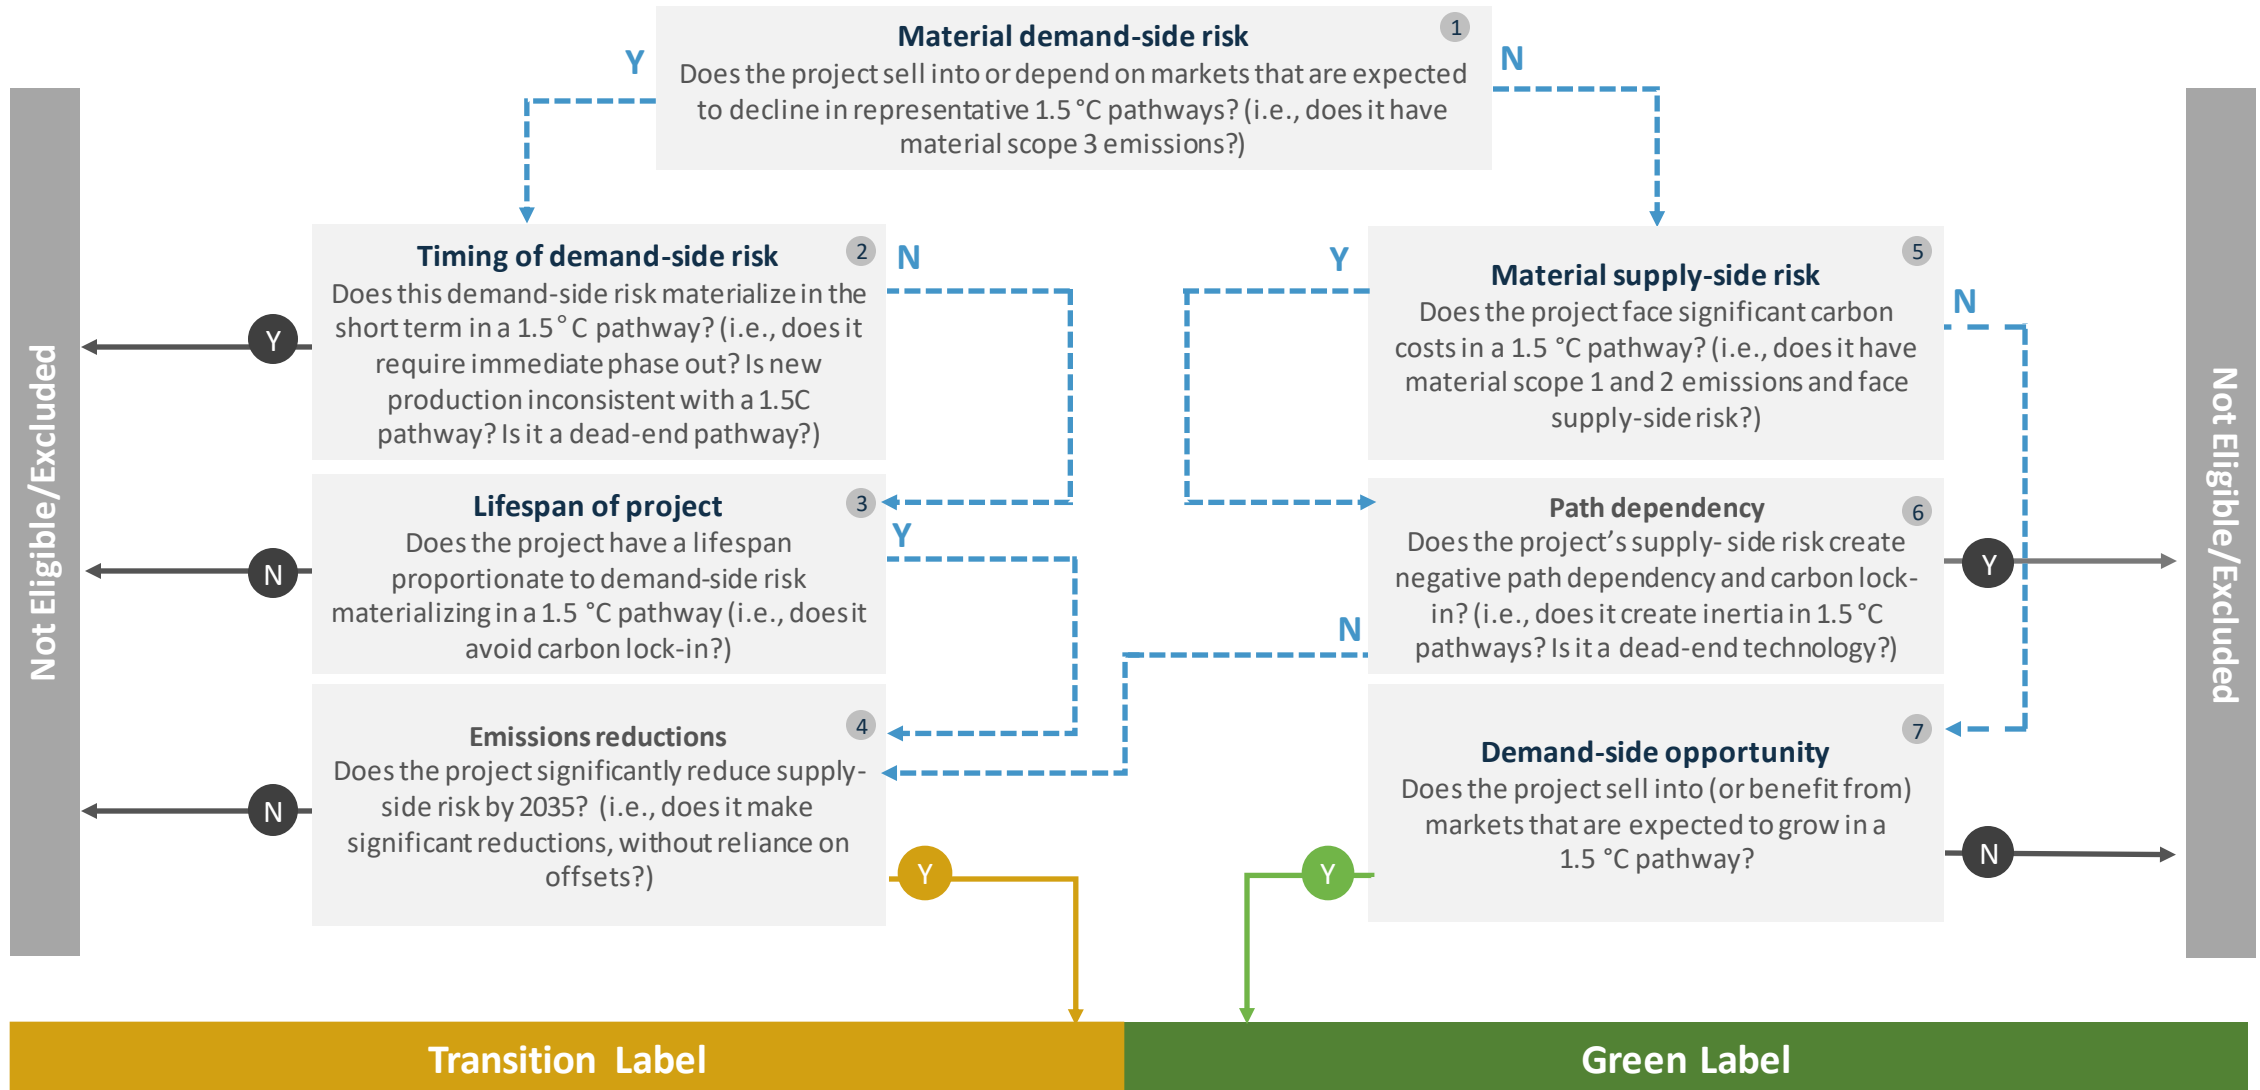 Material demand-side risk
1
Does the project sell into or depend on markets that are expected
to decline in representative 1.5 °C pathways? (i.e., does it have
material scope 3 emissions?)
Y
N
Not Eligible/Excluded
Timing of demand-side risk
2
Does this demand-side risk materialize in the
short term in a 1.5° C pathway? (i.e., does it
require immediate phase out? Is new
production inconsistent with a 1.5C
pathway? Is it a dead-end pathway?)
Y
N
Lifespan of project
3
Does the project have a lifespan
proportionate to demand-side risk
materializing in a 1.5 °C pathway (i.e., does it
avoid carbon lock-in?)
N
Y
Emissions reductions
4
Does the project significantly reduce supply-
side risk by 2035? (i.e., does it make
significant reductions, without reliance on
offsets?)
N
Y
Material supply-side risk
5
Does the project face significant carbon
costs in a 1.5 °C pathway? (i.e., does it have
material scope 1 and 2 emissions and face
supply-side risk?)
Y
N
Path dependency
6
Does the project's supply- side risk create
negative path dependency and carbon lock-
in? (i.e., does it create inertia in 1.5 °C
pathways? Is it a dead-end technology?)
N
Y
Demand-side opportunity
7
Does the project sell into (or benefit from)
markets that are expected to grow in a
1.5 °C pathway?
Y
N
Not Eligible/Excluded
Transition Label
Green Label